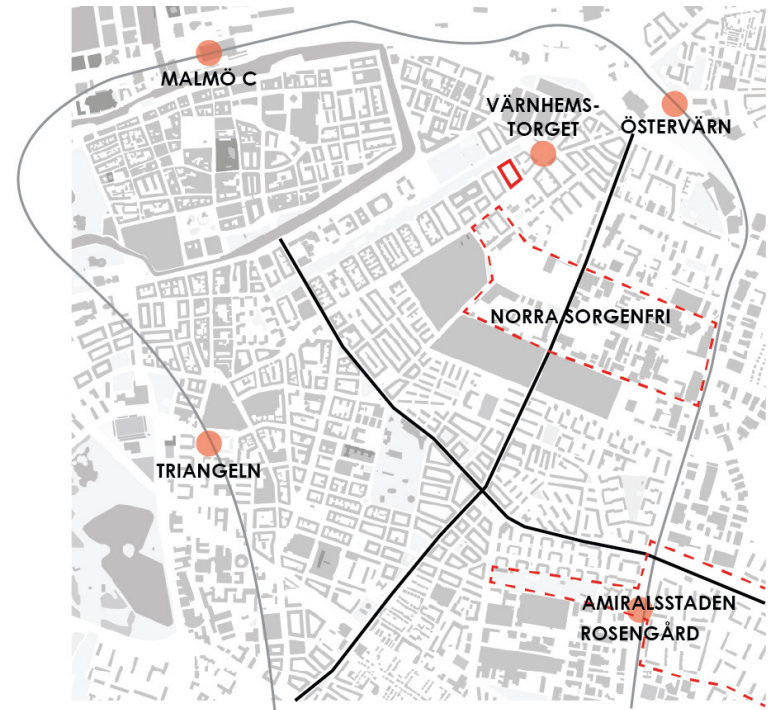 MALMÖ C
VÄRNHEMS-
TORGET
ÖSTERVÄRN
NORRA SORGENFRI
TRIANGELN
AMIRALSSTADEN
ROSENGÅRD